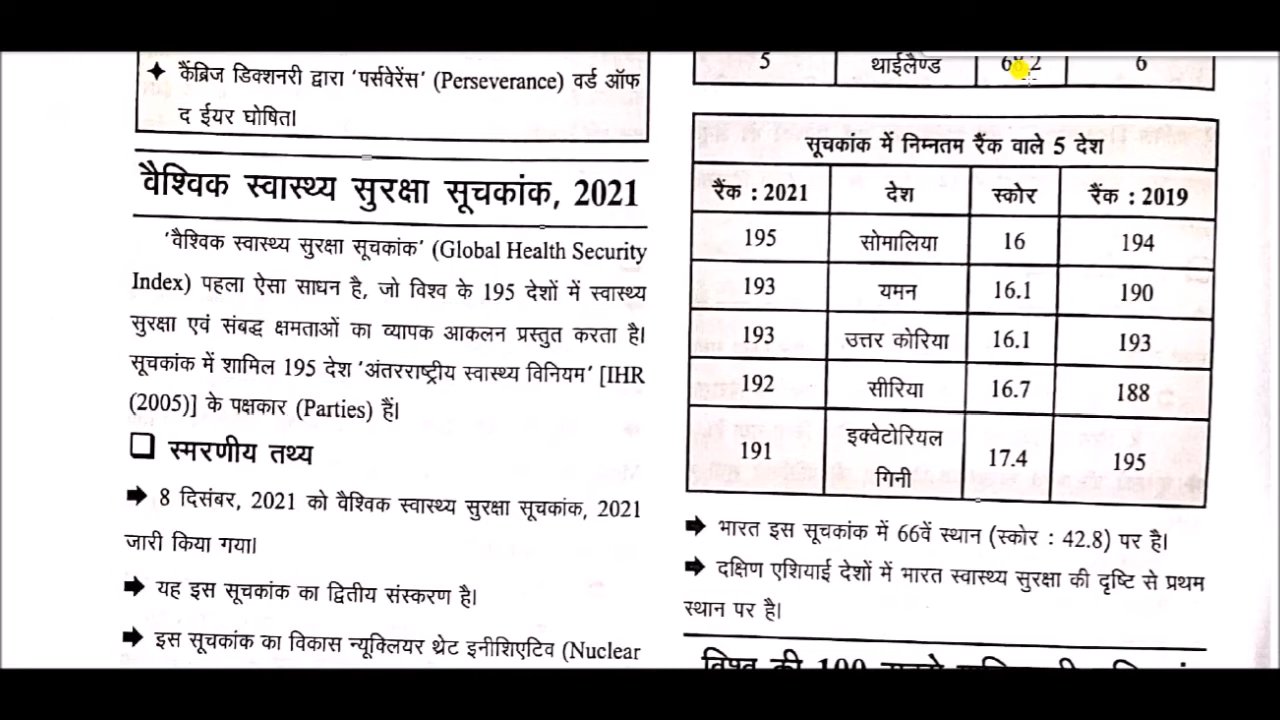 ✦ कैंब्रिज डिक्शनरी द्वारा 'पर्सवेरेंस' (Perseverance) वर्ड ऑफ
द ईयर घोषित।
वैश्विक स्वास्थ्य सुरक्षा सूचकांक, 2021
'वैश्विक स्वास्थ्य सुरक्षा सूचकांक' (Global Health Security
Index) पहला ऐसा साधन है, जो विश्व के 195 देशों में स्वास्थ्य
सुरक्षा एवं संबद्ध क्षमताओं का व्यापक आकलन प्रस्तुत करता है।
सूचकांक में शामिल 195 देश 'अंतरराष्ट्रीय स्वास्थ्य विनियम' [IHR
(2005)] के पक्षकार (Parties) हैं।
❑ स्मरणीय तथ्य
➡ 8 दिसंबर, 2021 को वैश्विक स्वास्थ्य सुरक्षा सूचकांक, 2021
जारी किया गया।
➡ यह इस सूचकांक का द्वितीय संस्करण है।
➡ इस सूचकांक का विकास न्यूक्लियर थ्रेट इनीशिएटिव (Nuclear
5 थाईलैण्ड 68.2 6
सूचकांक में निम्नतम रैंक वाले 5 देश
रैंक : 2021 देश स्कोर रैंक : 2019
195 सोमालिया 16 194
193 यमन 16.1 190
193 उत्तर कोरिया 16.1 193
192 सीरिया 16.7 188
191 इक्वेटोरियल गिनी 17.4 195
➡ भारत इस सूचकांक में 66वें स्थान (स्कोर : 42.8) पर है।
➡ दक्षिण एशियाई देशों में भारत स्वास्थ्य सुरक्षा की दृष्टि से प्रथम
स्थान पर है।
विश्व की 100